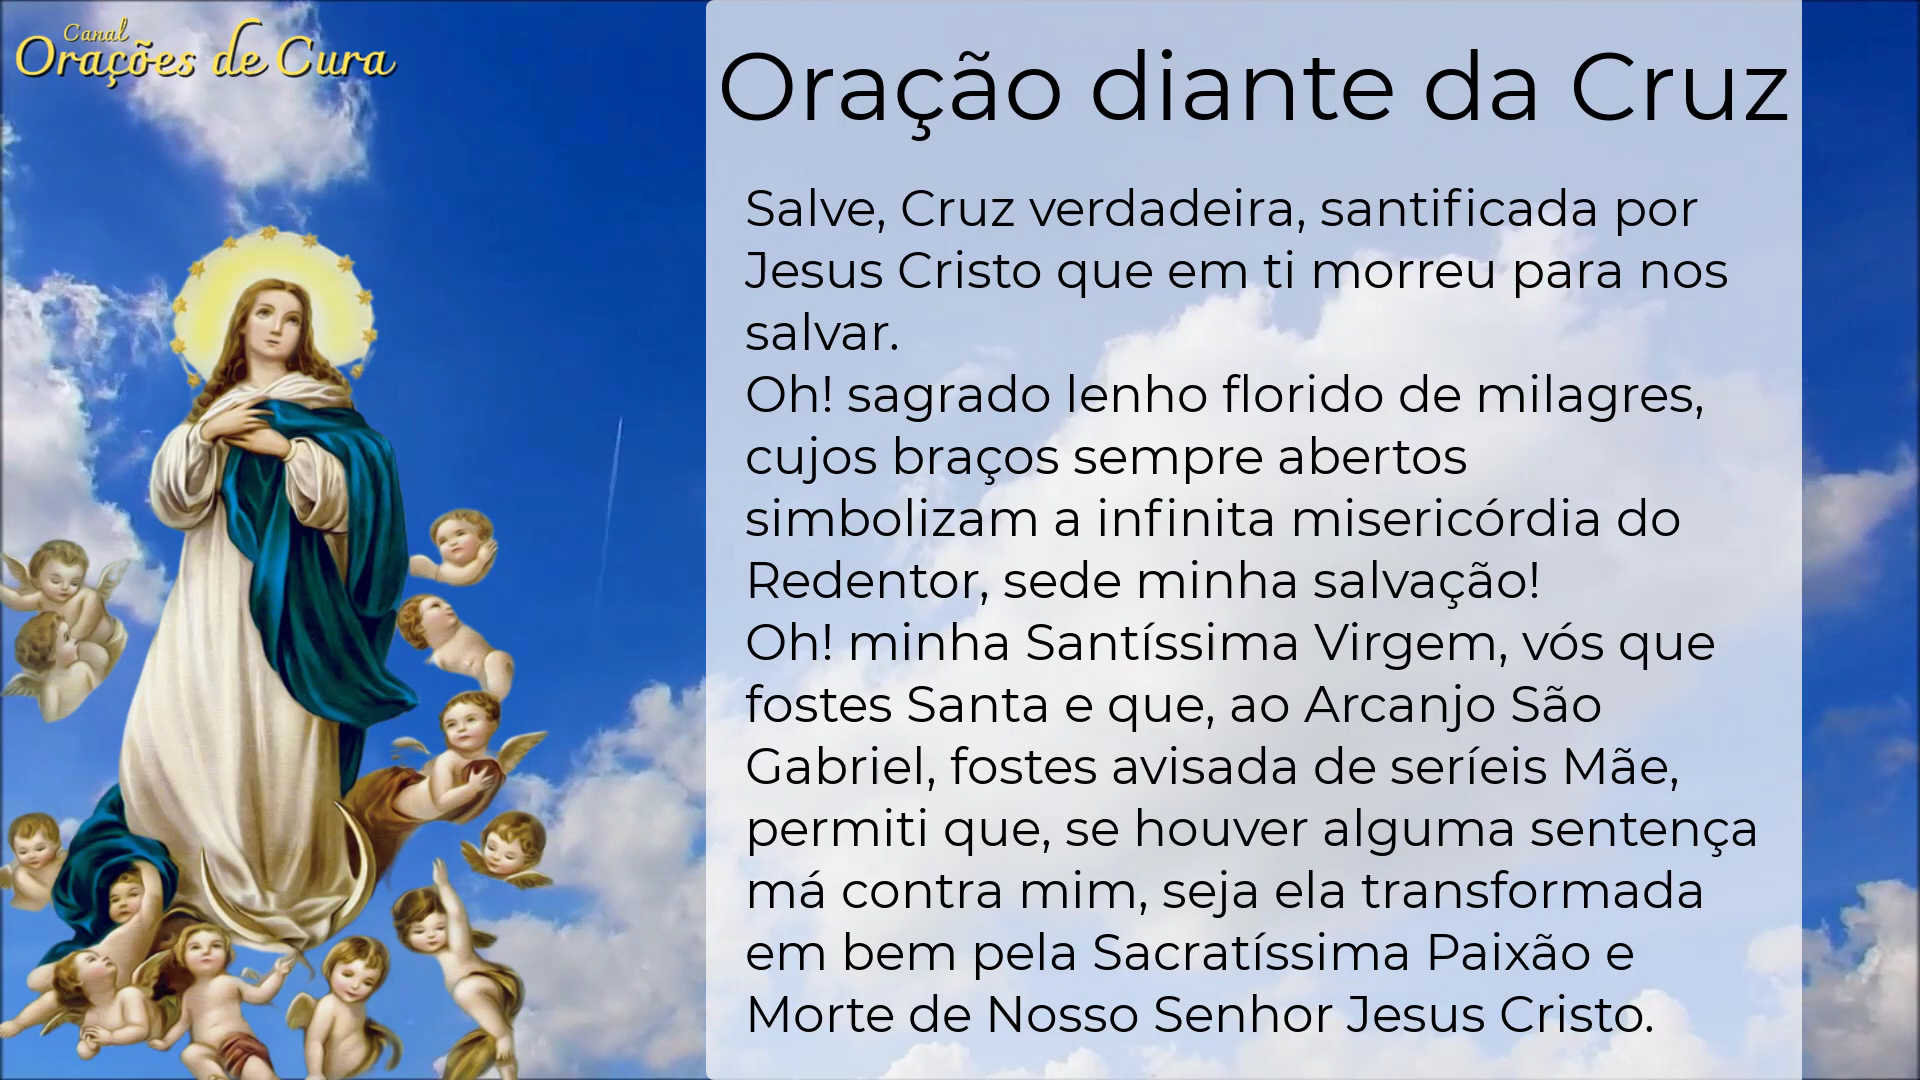 Canal
Orações de Cura
Oração diante da Cruz
Salve, Cruz verdadeira, santificada por
Jesus Cristo que em ti morreu para nos
salvar.
Oh! sagrado lenho florido de milagres,
cujos braços sempre abertos
simbolizam a infinita misericórdia do
Redentor, sede minha salvação!
Oh! minha Santíssima Virgem, vós que
fostes Santa e que, ao Arcanjo São
Gabriel, fostes avisada de seríeis Mãe,
permiti que, se houver alguma sentença
má contra mim, seja ela transformada
em bem pela Sacratíssima Paixão e
Morte de Nosso Senhor Jesus Cristo.